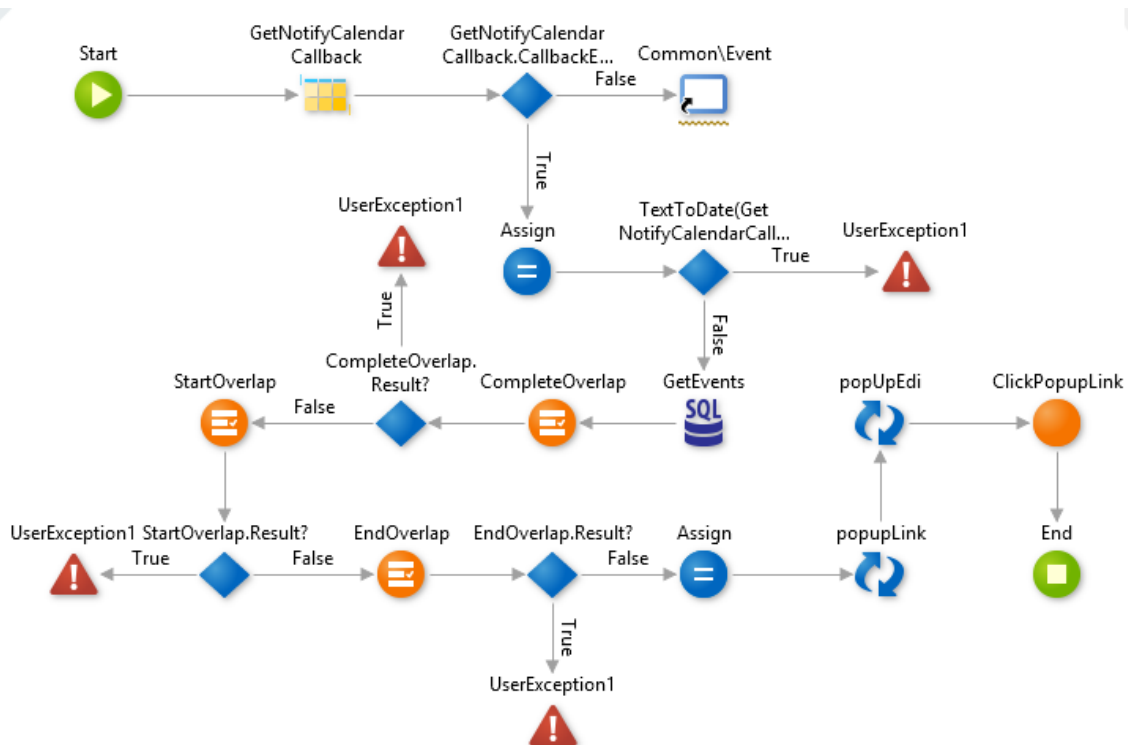 Start
GetNotifyCalendar
Callback
GetNotifyCalendar
Callback.CallbackE...
False
Common\Event
True
UserException1
Assign
TextToDate(Get
NotifyCalendarCall...
True
UserException1
True
False
StartOverlap
False
CompleteOverlap.
Result?
CompleteOverlap
GetEvents
SQL
popUpEdi
ClickPopupLink
UserException1
True
StartOverlap.Result?
False
EndOverlap
EndOverlap.Result?
False
Assign
popupLink
End
True
UserException1